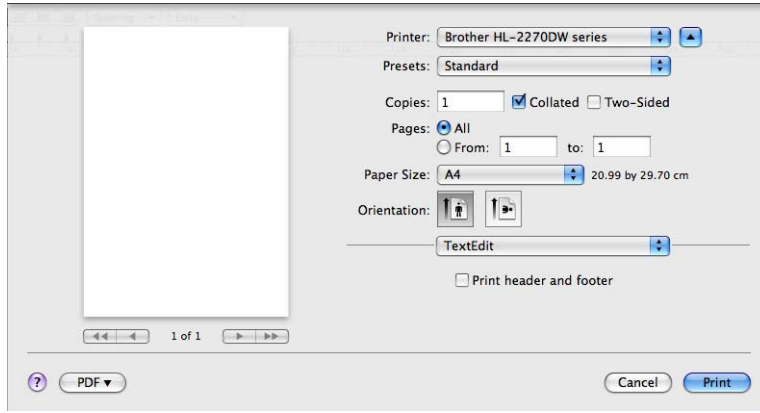 Spacing Lists
Printer: Brother HL-2270DW series
Presets: Standard
Copies: 1 Collated Two-Sided
Pages: All
From: 1 to: 1
Paper Size: A4 20.99 by 29.70 cm
Orientation:
TextEdit
Print header and footer
1 of 1
? PDF Cancel Print